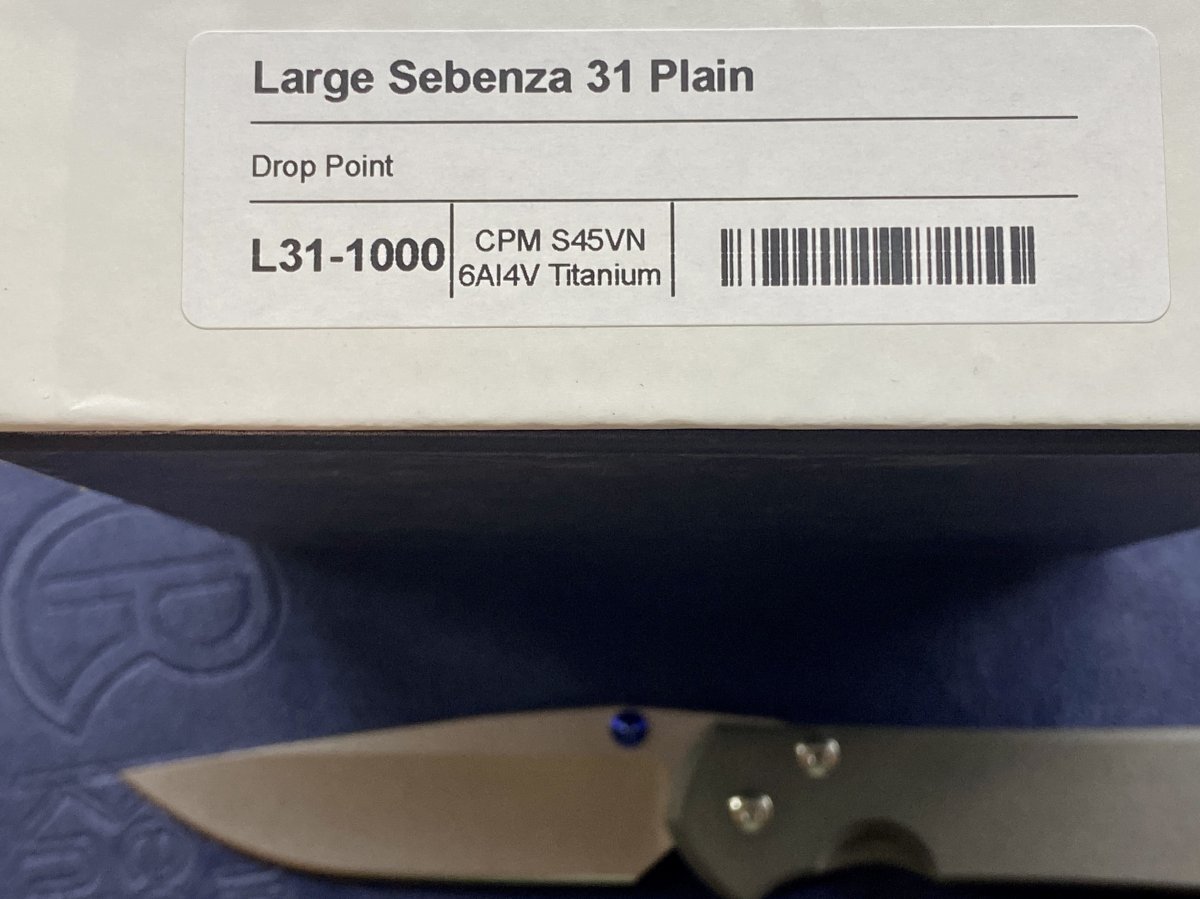 Large Sebenza 31 Plain
Drop Point
L31-1000
CPM S45VN
6Al4V Titanium